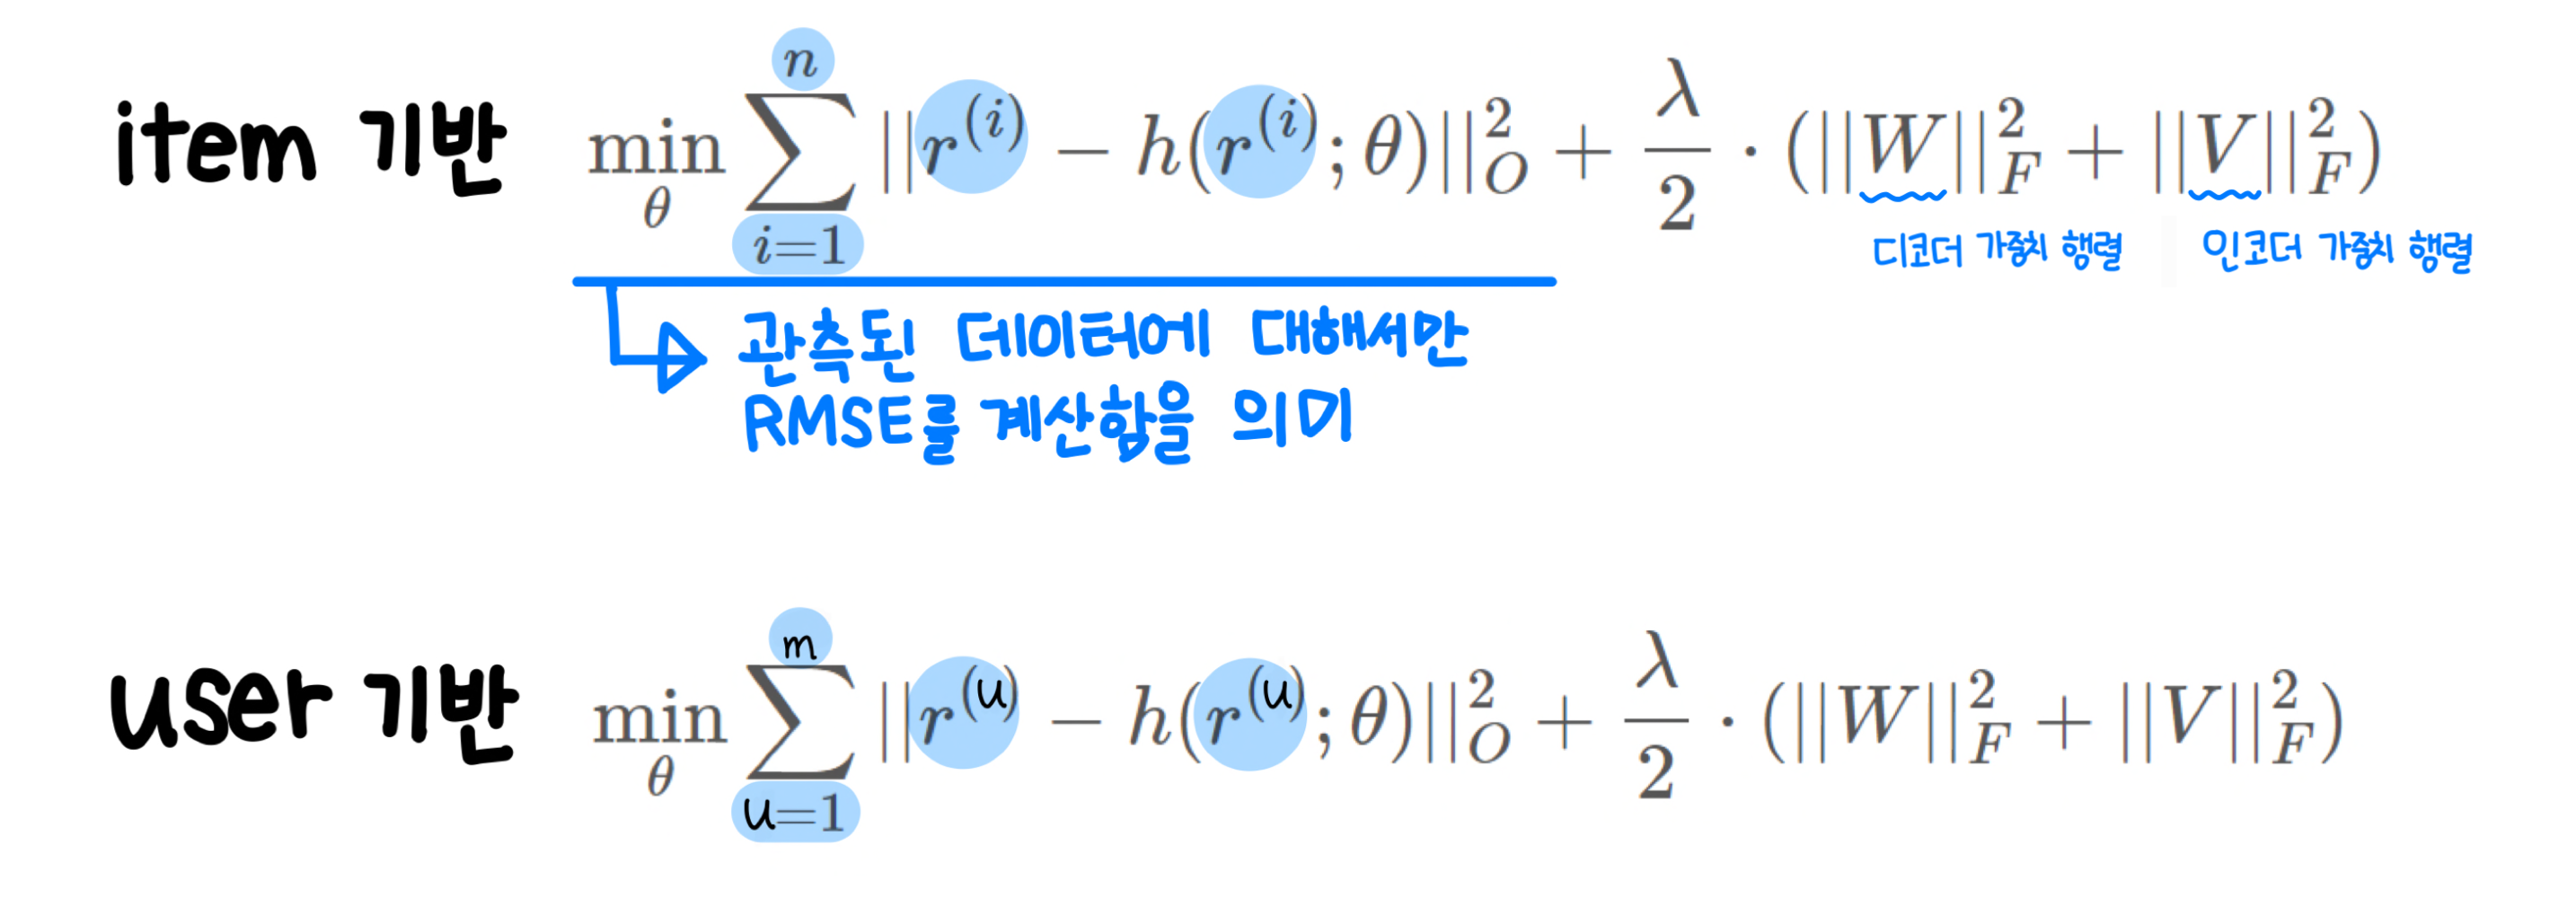 item 기반 $\min_{\theta} \sum_{i=1}^{n} ||r^{(i)} - h(r^{(i)}; \theta)||_O^2 + \frac{\lambda}{2} \cdot (||W||_F^2 + ||V||_F^2)$
디코더 가중치 행렬 인코더 가중치 행렬
관측된 데이터에 대해서만
RMSE를 계산함을 의미
user 기반 $\min_{\theta} \sum_{u=1}^{m} ||r^{(u)} - h(r^{(u)}; \theta)||_O^2 + \frac{\lambda}{2} \cdot (||W||_F^2 + ||V||_F^2)$